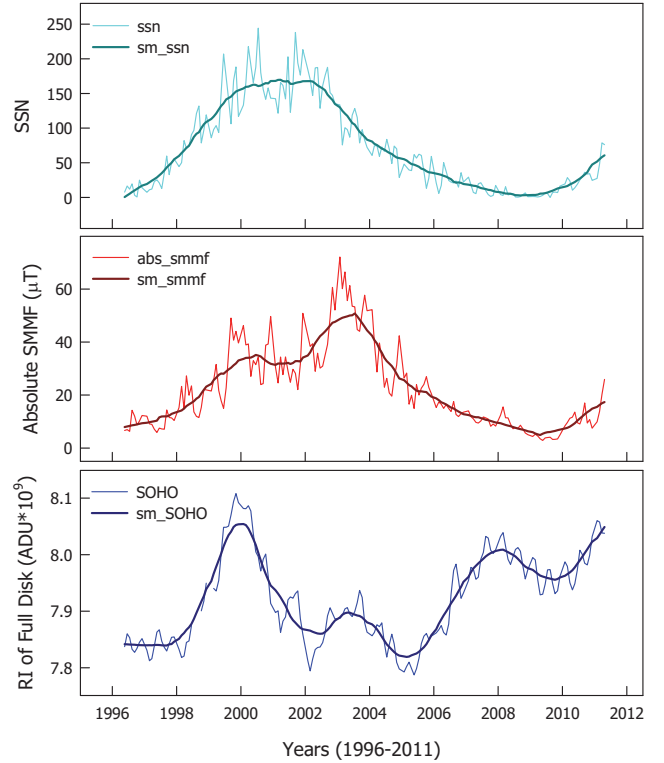 ssn
sm_ssn
250
200
150
100
50
0
SSN
abs_smmf
sm_smmf
60
40
20
0
Absolute SMMF (μT)
SOHO
sm_SOHO
8.1
8.0
7.9
7.8
RI of Full Disk (ADU*10⁹)
1996 1998 2000 2002 2004 2006 2008 2010 2012
Years (1996-2011)